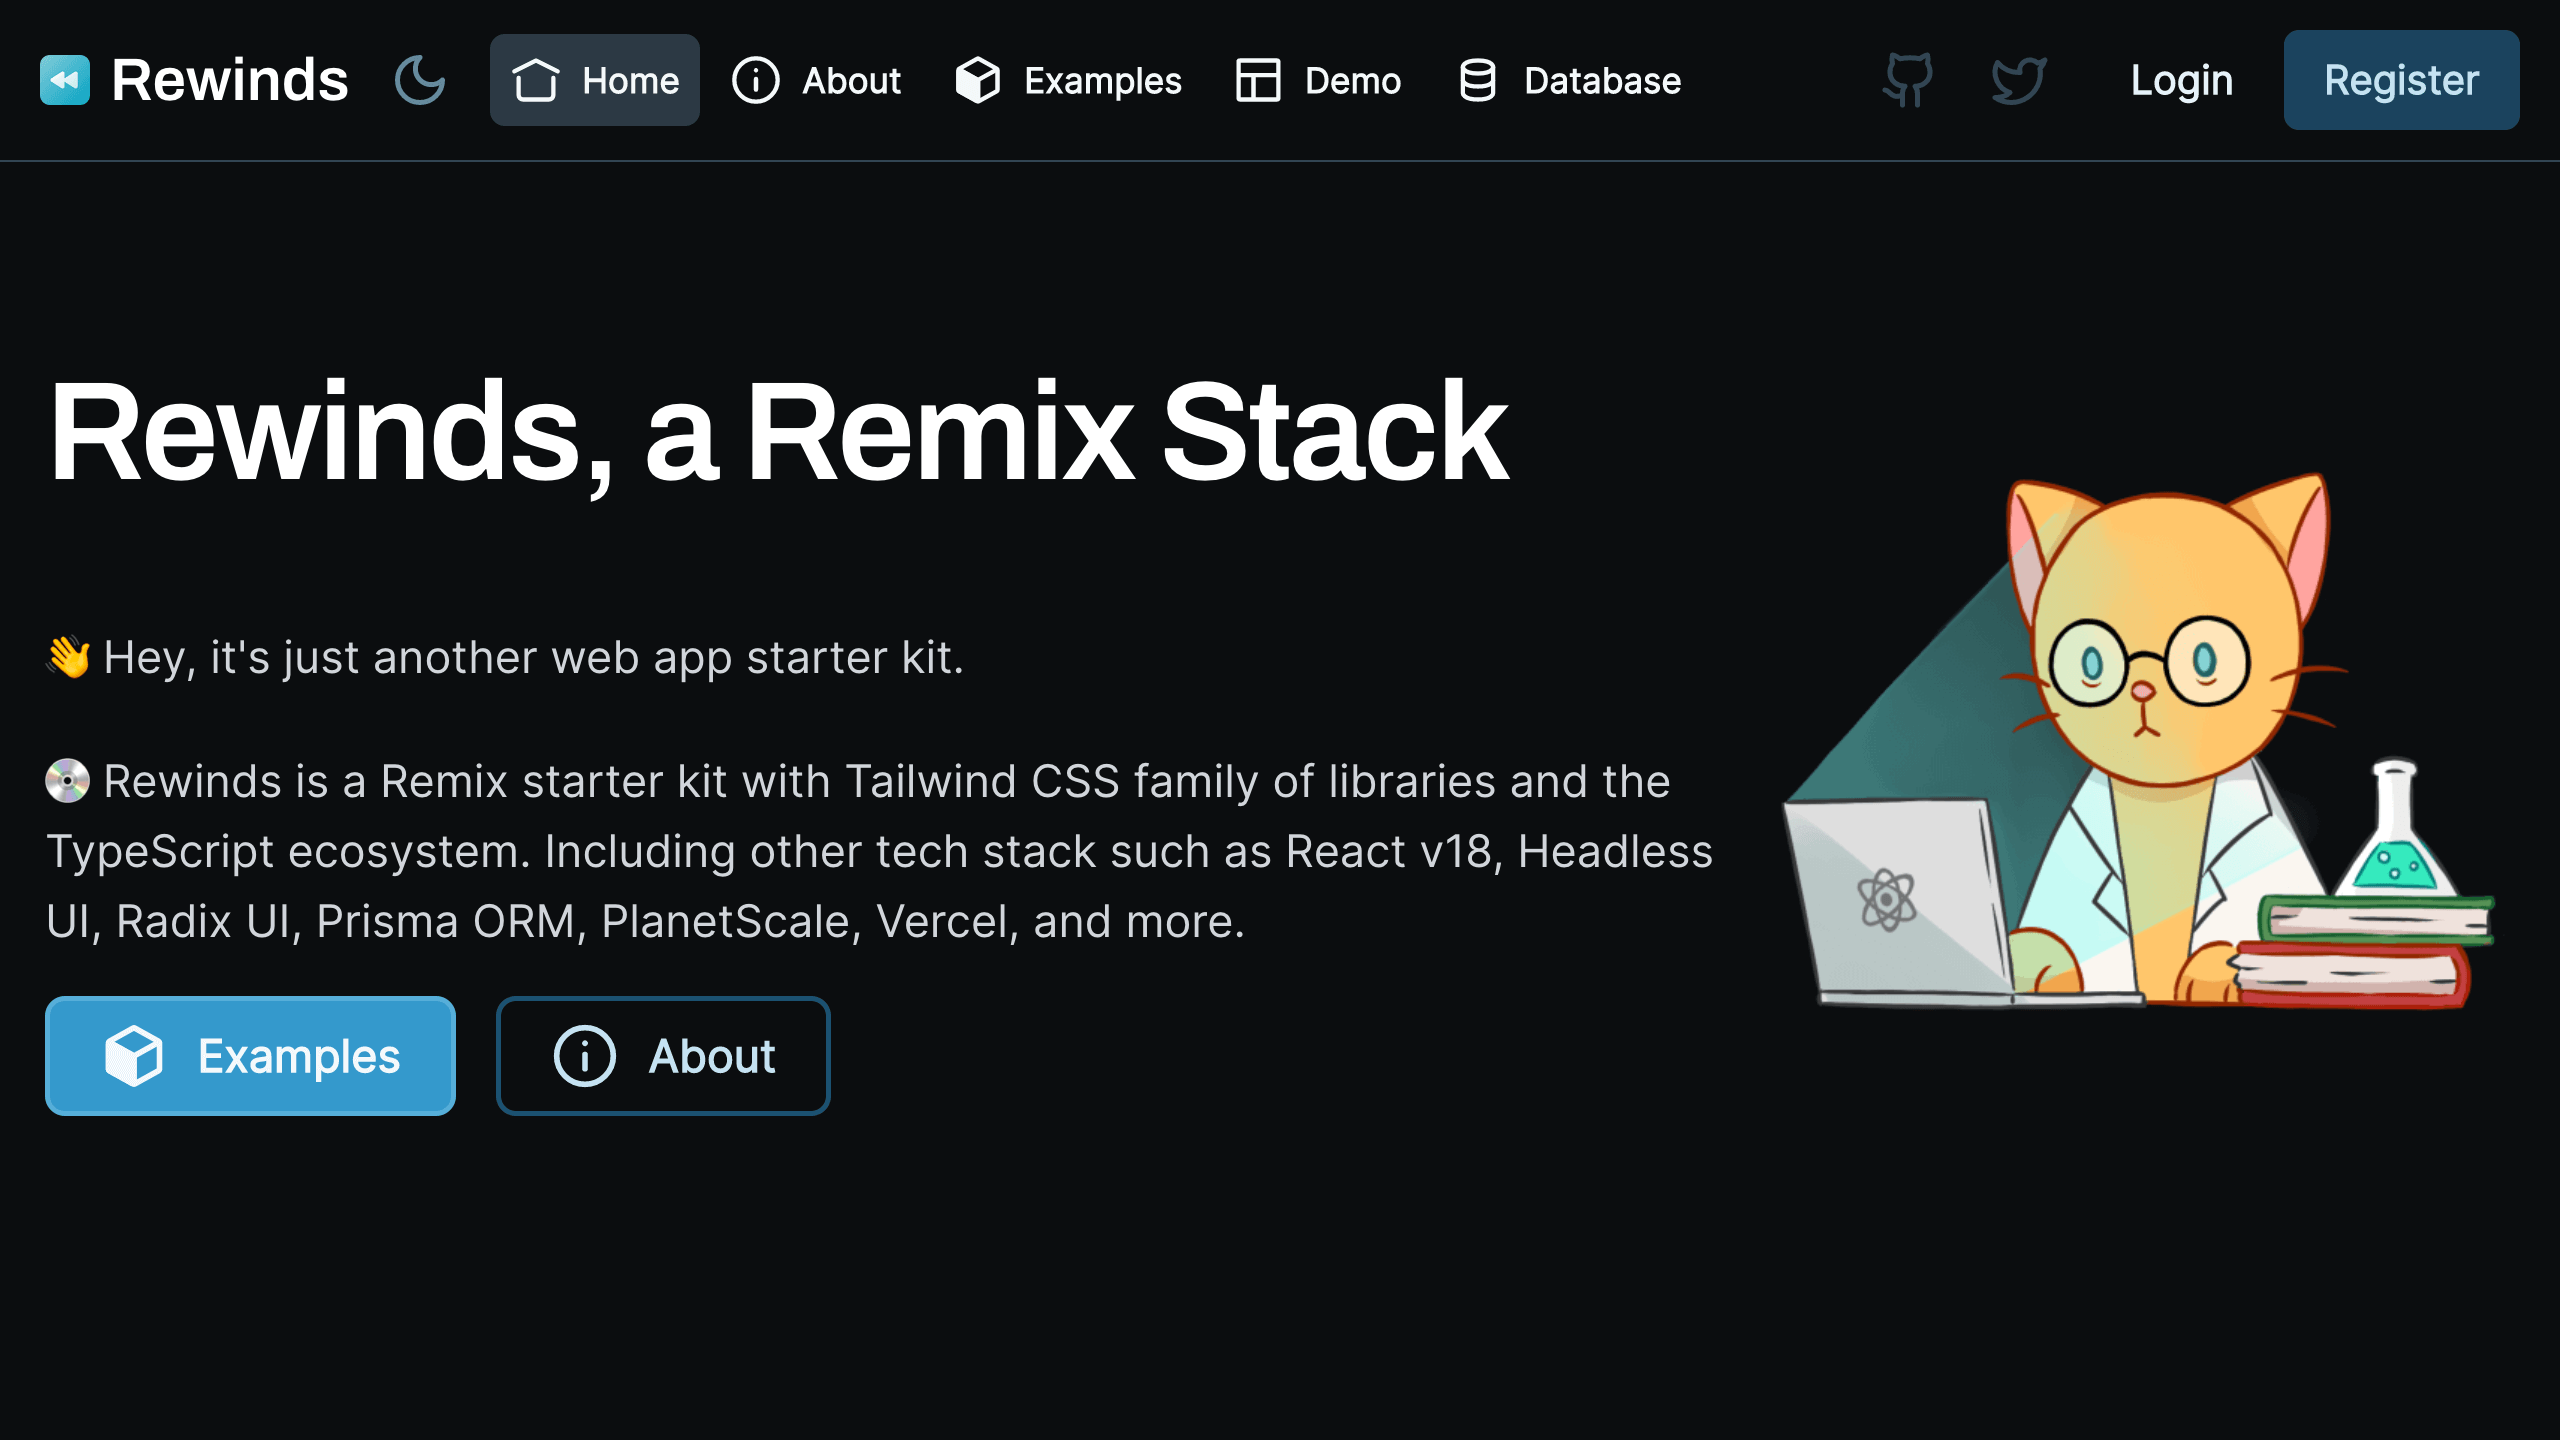 Rewinds
Home
About
Examples
Demo
Database
Login
Register
Rewinds, a Remix Stack
👋 Hey, it's just another web app starter kit.
💿 Rewinds is a Remix starter kit with Tailwind CSS family of libraries and the
TypeScript ecosystem. Including other tech stack such as React v18, Headless
UI, Radix UI, Prisma ORM, PlanetScale, Vercel, and more.
Examples
About